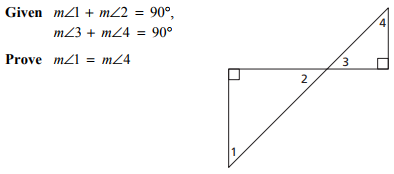 Given m∠1 + m∠2 = 90°,
m∠3 + m∠4 = 90°
Prove m∠1 = m∠4
4
3
2
1